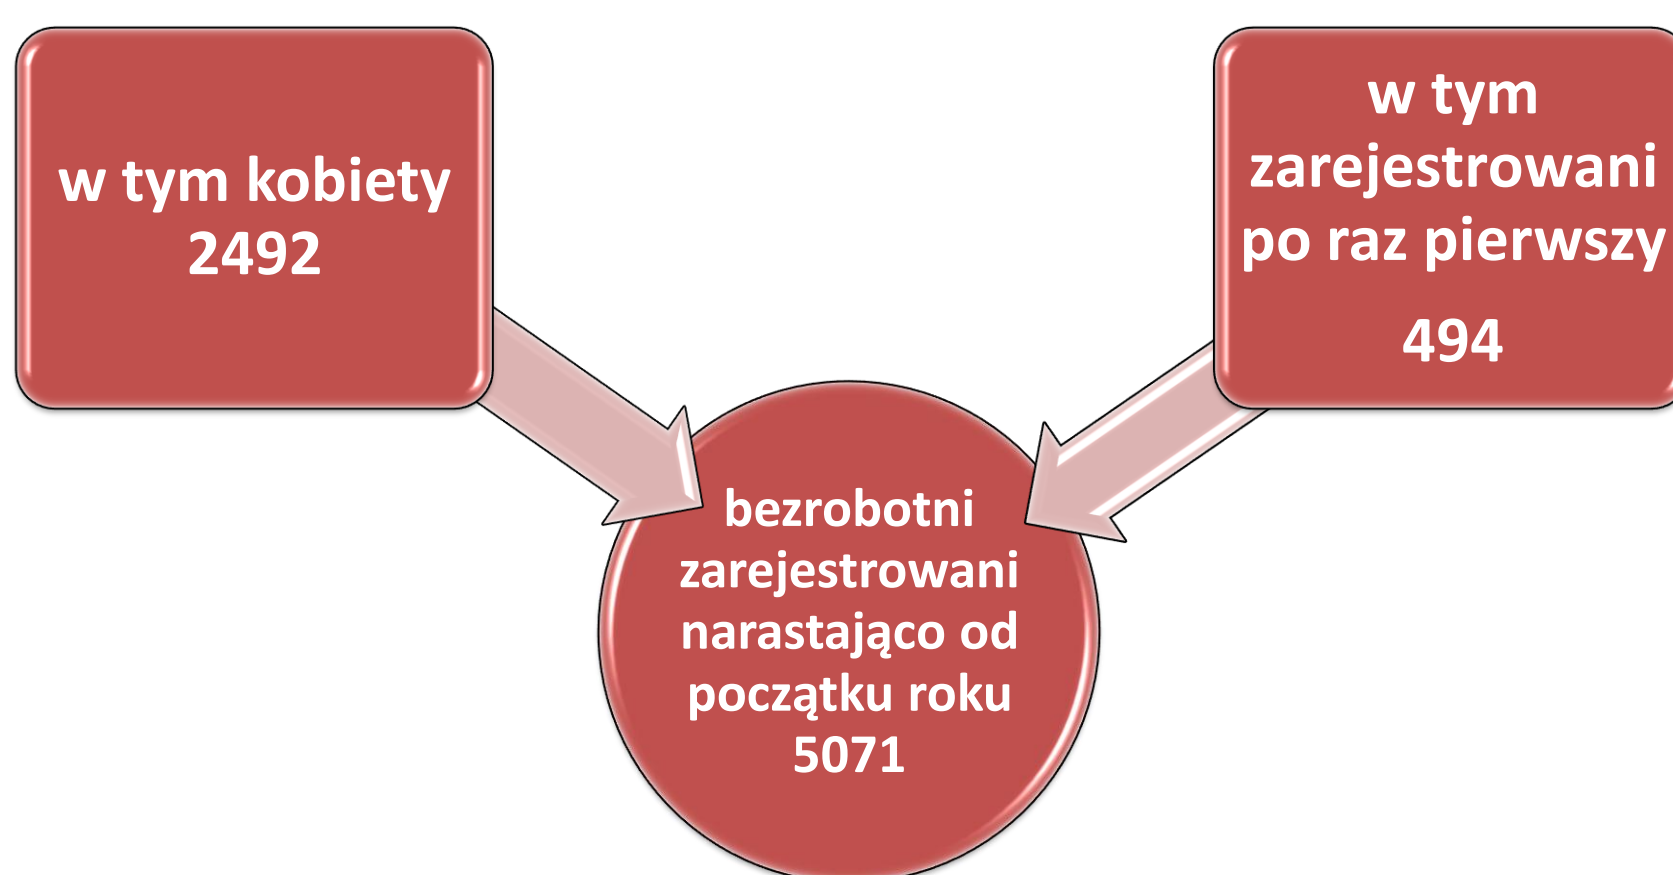 w tym kobiety
2492
w tym
zarejestrowani
po raz pierwszy
494
bezrobotni
zarejestrowani
narastająco od
początku roku
5071